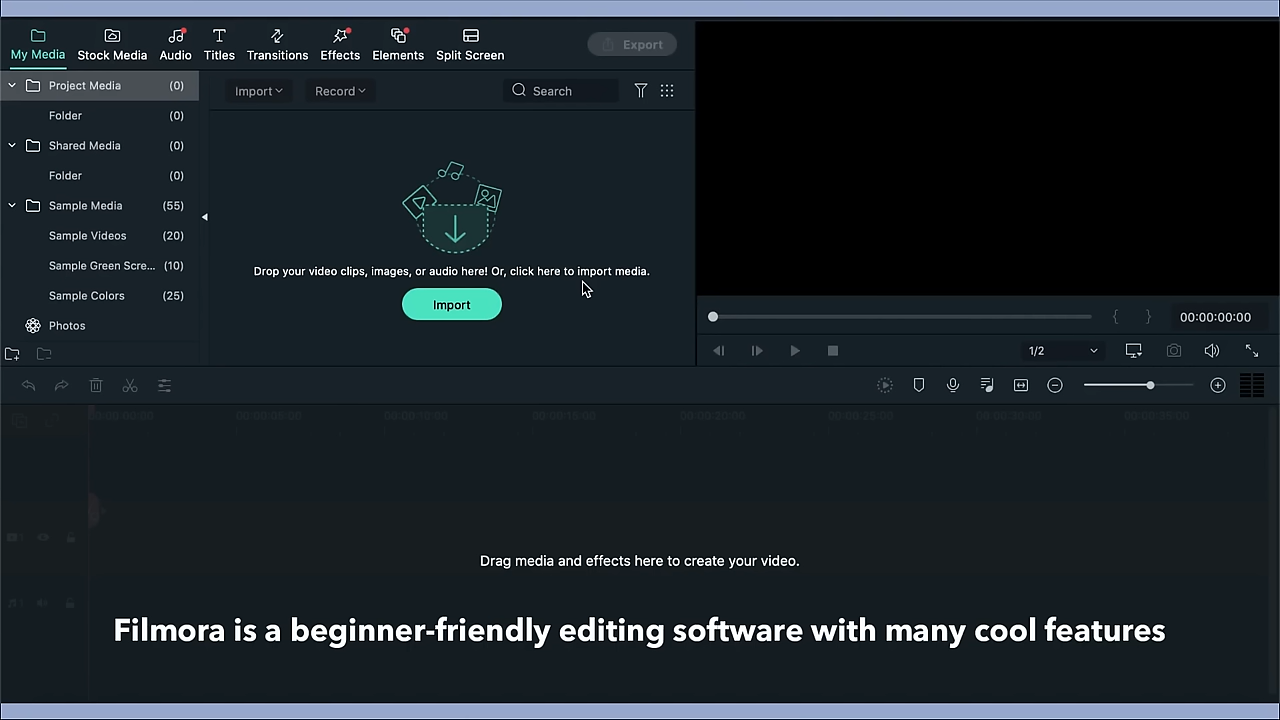 My Media
Stock Media
Audio
Titles
Transitions
Effects
Elements
Split Screen
Export
Project Media (0)
Folder (0)
Shared Media (0)
Folder (0)
Sample Media (55)
Sample Videos (20)
Sample Green Scre... (10)
Sample Colors (25)
Photos
Import
Record
Search
Drop your video clips, images, or audio here! Or, click here to import media.
Import
00:00:00:00
1/2
Drag media and effects here to create your video.
Filmora is a beginner-friendly editing software with many cool features